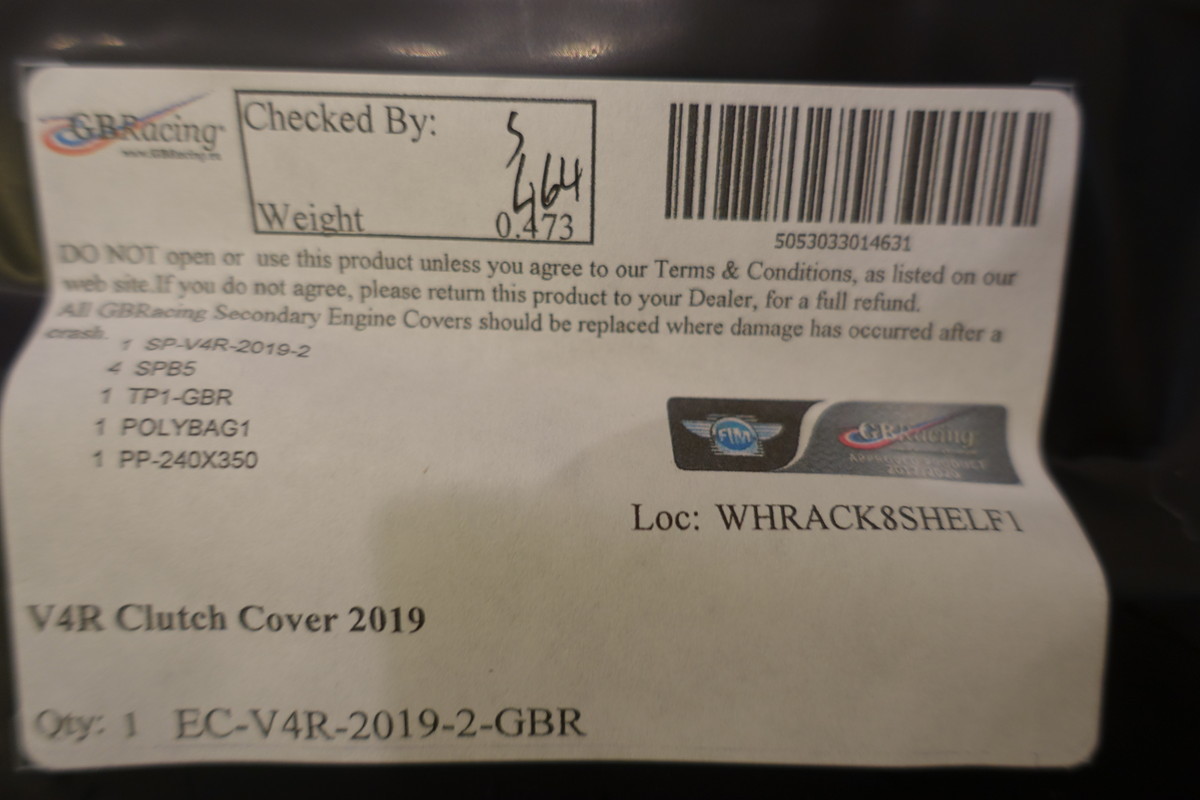 GBRacing
Checked By:
5
464
Weight 0.473
5053033014631
DO NOT open or use this product unless you agree to our Terms & Conditions, as listed on our
web site.If you do not agree, please return this product to your Dealer, for a full refund.
All GBRacing Secondary Engine Covers should be replaced where damage has occurred after a
crash.
1 SP-V4R-2019-2
4 SPB5
1 TP1-GBR
1 POLYBAG1
1 PP-240X350
FIM
GBRacing
Loc: WHRACK8SHELF1
V4R Clutch Cover 2019
Qty: 1 EC-V4R-2019-2-GBR